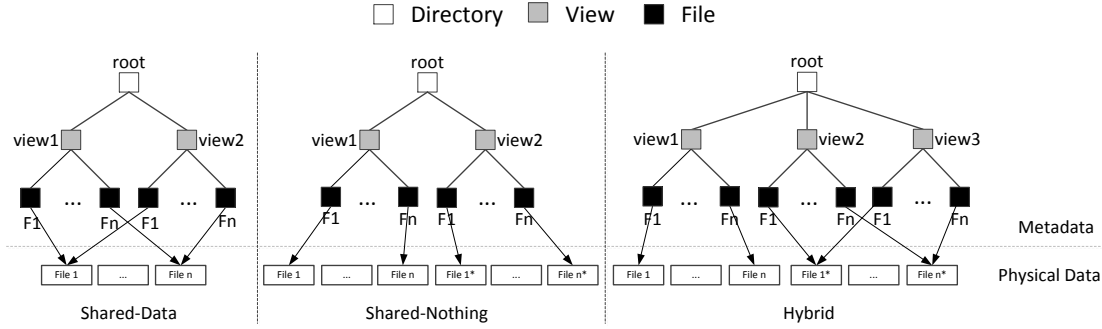 Directory View File
root root root
view1 view2 view1 view2 view1 view2 view3
... ... ... ... ... ... ...
F1 Fn F1 Fn F1 Fn F1 Fn F1 Fn F1 Fn F1 Fn
Metadata
File 1 ... File n File 1 ... File n File 1* ... File n* File 1 ... File n File 1* ... File n* Physical Data
Shared-Data Shared-Nothing Hybrid